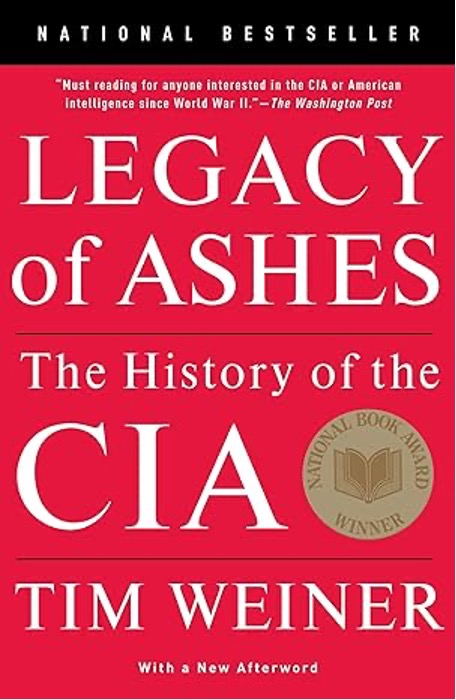 NATIONAL BESTSELLER
“Must reading for anyone interested in the CIA or American
intelligence since World War II.”—The Washington Post
LEGACY
of ASHES
The History of the
CIA
NATIONAL BOOK AWARD
WINNER
TIM WEINER
With a New Afterword